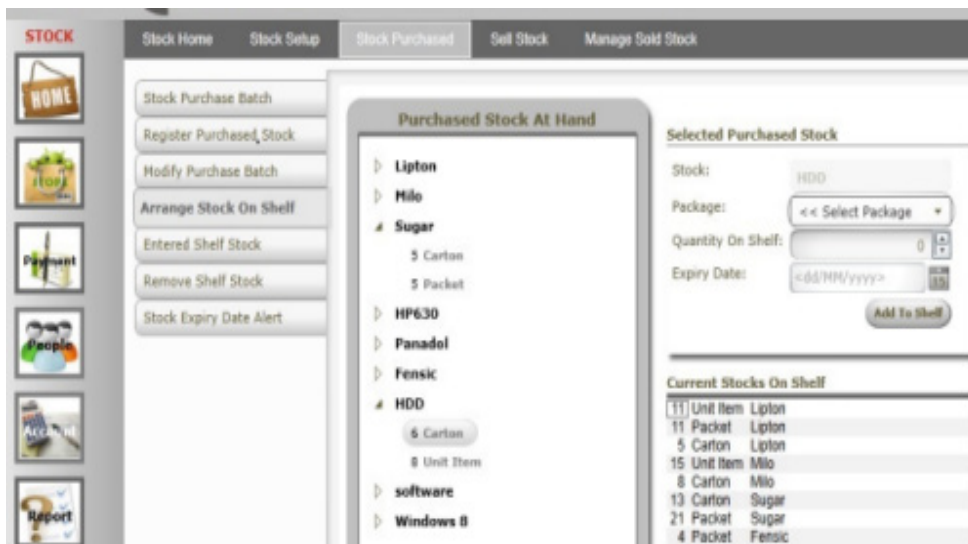 STOCK
Stock Home Stock Setup Stock Purchased Sell Stock Manage Sold Stock
HOME
STORE
Payment
People
Account
Report
Stock Purchase Batch
Register Purchased Stock
Modify Purchase Batch
Arrange Stock On Shelf
Entered Shelf Stock
Remove Shelf Stock
Stock Expiry Date Alert
Purchased Stock At Hand
Lipton
Milo
Sugar
5 Carton
5 Packet
HP630
Panadol
Fensic
HDD
6 Carton
8 Unit Item
software
Windows 8
Selected Purchased Stock
Stock: HDD
Package: << Select Package
Quantity On Shelf: 0
Expiry Date: <dd/MM/yyyy> 15
Add To Shelf
Current Stocks On Shelf
11 Unit Item Lipton
11 Packet Lipton
5 Carton Lipton
15 Unit Item Milo
8 Carton Milo
13 Carton Sugar
21 Packet Sugar
4 Packet Fensic